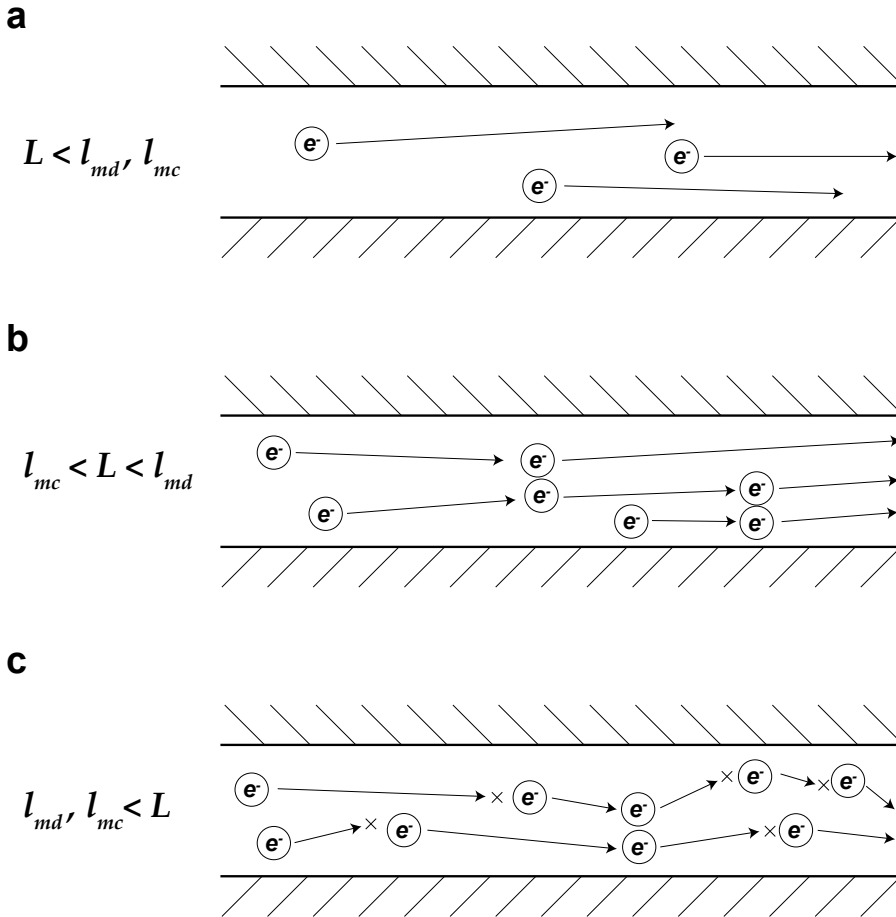 a
L < l_md, l_mc
e-
e-
e-
b
l_mc < L < l_md
e-
e-
e-
e-
e-
e-
e-
c
l_md, l_mc < L
e- × e- e- × e- × e-
e- × e- e- × e-